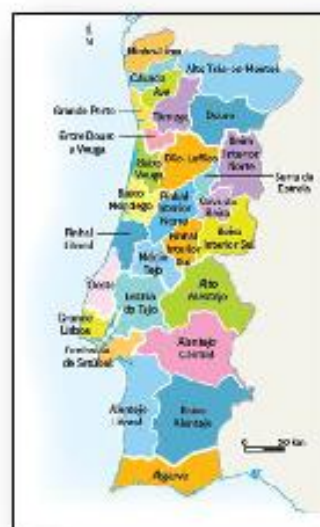 N
Minho-Lima
Alto Trás-os-Montes
Cávado
Ave
Grande Porto
Tâmega
Douro
Entre Douro
e Vouga
Dão-Lafões
Beira
Interior
Norte
Baixo
Vouga
Serra da
Estrela
Baixo
Mondego
Pinhal
Interior
Norte
Cova da
Beira
Pinhal
Litoral
Pinhal
Interior
Sul
Beira
Interior Sul
Médio
Tejo
Oeste
Lezíria
do Tejo
Alto
Alentejo
Grande
Lisboa
Península
de Setúbal
Alentejo
Central
Alentejo
Litoral
Baixo
Alentejo
0 50 km
Algarve